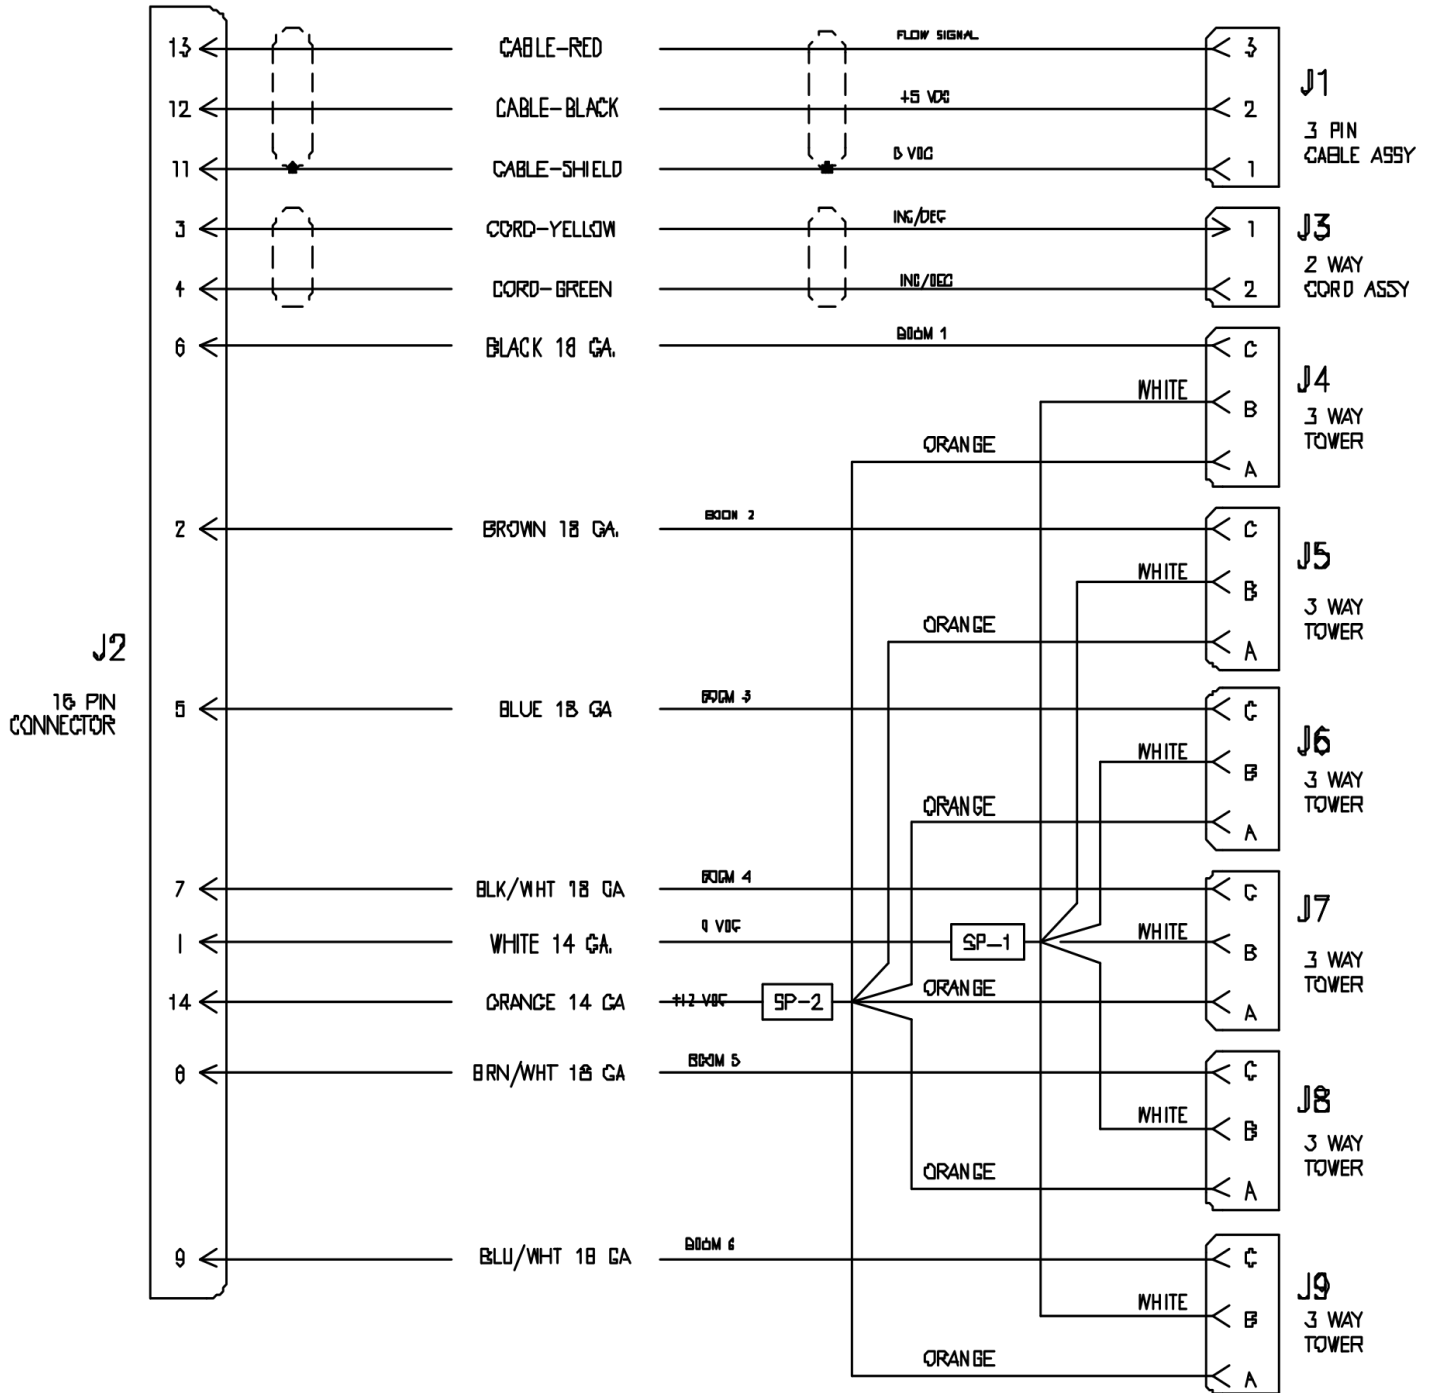 13 CABLE-RED FLOW SIGNAL 3
J1
12 CABLE-BLACK +5 VDC 2
3 PIN
CABLE ASSY
11 CABLE-SHIELD 0 VDC 1
3 CORD-YELLOW INC/DEC 1
J3
2 WAY
CORD ASSY
4 CORD-GREEN INC/DEC 2
6 BLACK 18 GA. BOOM 1 C
J4
WHITE B
3 WAY
TOWER
ORANGE A
2 BROWN 18 GA. BOOM 2 C
J5
WHITE B
3 WAY
TOWER
ORANGE A
J2
16 PIN
CONNECTOR
5 BLUE 18 GA BOOM 3 C
J6
WHITE B
3 WAY
TOWER
ORANGE A
7 BLK/WHT 18 GA BOOM 4 C
J7
1 WHITE 14 GA. 0 VDC SP-1 WHITE B
3 WAY
TOWER
14 ORANGE 14 GA +12 VDC SP-2 ORANGE A
8 BRN/WHT 18 GA BOOM 5 C
J8
WHITE B
3 WAY
TOWER
ORANGE A
9 BLU/WHT 18 GA BOOM 6 C
J9
WHITE B
3 WAY
TOWER
ORANGE A